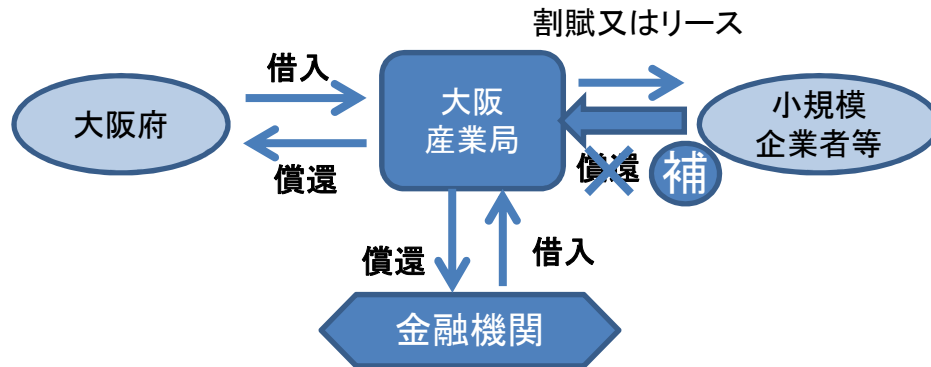 割賦又はリース
借入
大阪府
償還
大阪
産業局
小規模
企業者等
償還
補
償還
借入
金融機関